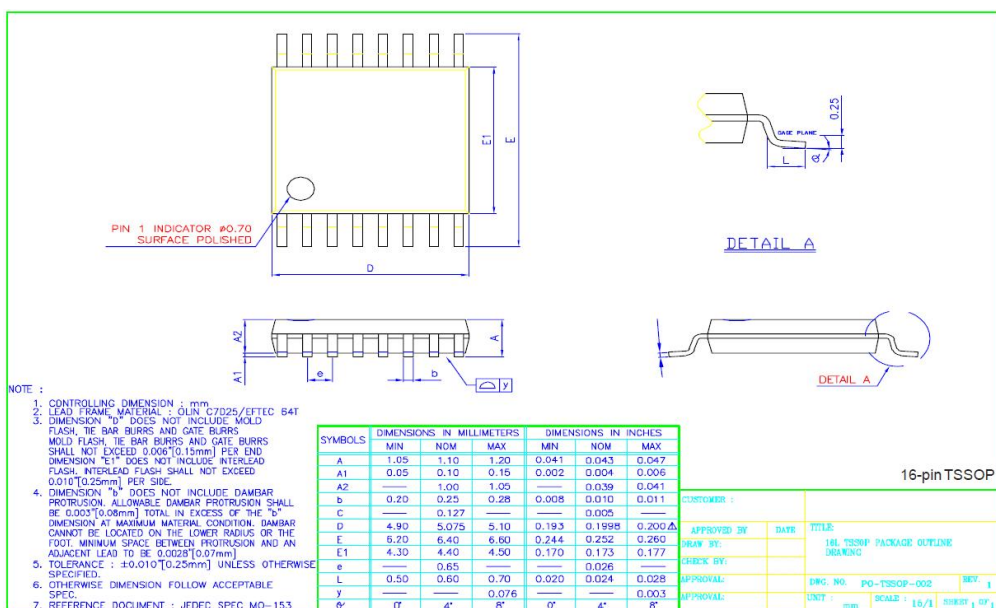 E1
E
PIN 1 INDICATOR ø0.70
SURFACE POLISHED
D
GAGE PLANE
0.25
L
DETAIL A
A2
A1
e
b
A
y
DETAIL A
NOTE :
1. CONTROLLING DIMENSION : mm
2. LEAD FRAME MATERIAL : OLIN C7025/EFTEC 64T
3. DIMENSION "D" DOES NOT INCLUDE MOLD
FLASH, TIE BAR BURRS AND GATE BURRS
MOLD FLASH, TIE BAR BURRS AND GATE BURRS
SHALL NOT EXCEED 0.006"[0.15mm] PER END
DIMENSION "E1" DOES NOT INCLUDE INTERLEAD
FLASH. INTERLEAD FLASH SHALL NOT EXCEED
0.010"[0.25mm] PER SIDE.
4. DIMENSION "b" DOES NOT INCLUDE DAMBAR
PROTRUSION. ALLOWABLE DAMBAR PROTRUSION SHALL
BE 0.003"[0.08mm] TOTAL IN EXCESS OF THE "b"
DIMENSION AT MAXIMUM MATERIAL CONDITION. DAMBAR
CANNOT BE LOCATED ON THE LOWER RADIUS OR THE
FOOT. MINIMUM SPACE BETWEEN PROTRUSION AND AN
ADJACENT LEAD TO BE 0.0028"[0.07mm]
5. TOLERANCE : ±0.010"[0.25mm] UNLESS OTHERWISE
SPECIFIED.
6. OTHERWISE DIMENSION FOLLOW ACCEPTABLE
SPEC.
7. REFERENCE DOCUMENT : JEDEC SPEC MO-153
SYMBOLS DIMENSIONS IN MILLIMETERS DIMENSIONS IN INCHES
MIN NOM MAX MIN NOM MAX
A 1.05 1.10 1.20 0.041 0.043 0.047
A1 0.05 0.10 0.15 0.002 0.004 0.006
A2 — 1.00 1.05 — 0.039 0.041
b 0.20 0.25 0.28 0.008 0.010 0.011
C — 0.127 — — 0.005 —
D 4.90 5.075 5.10 0.193 0.1998 0.200
E 6.20 6.40 6.60 0.244 0.252 0.260
E1 4.30 4.40 4.50 0.170 0.173 0.177
e — 0.65 — — 0.026 —
L 0.50 0.60 0.70 0.020 0.024 0.028
y — — 0.076 — — 0.003
θ 0° 4° 8° 0° 4° 8°
16-pin TSSOP
CUSTOMER :
APPROVED BY DATE
DRAW BY:
CHECK BY:
APPROVAL:
APPROVAL:
TITLE:
16L TSSOP PACKAGE OUTLINE
DRAWING
DWG. NO. PO-TSSOP-002 REV. 1
UNIT : SCALE : 16/1 SHEET 1 OF